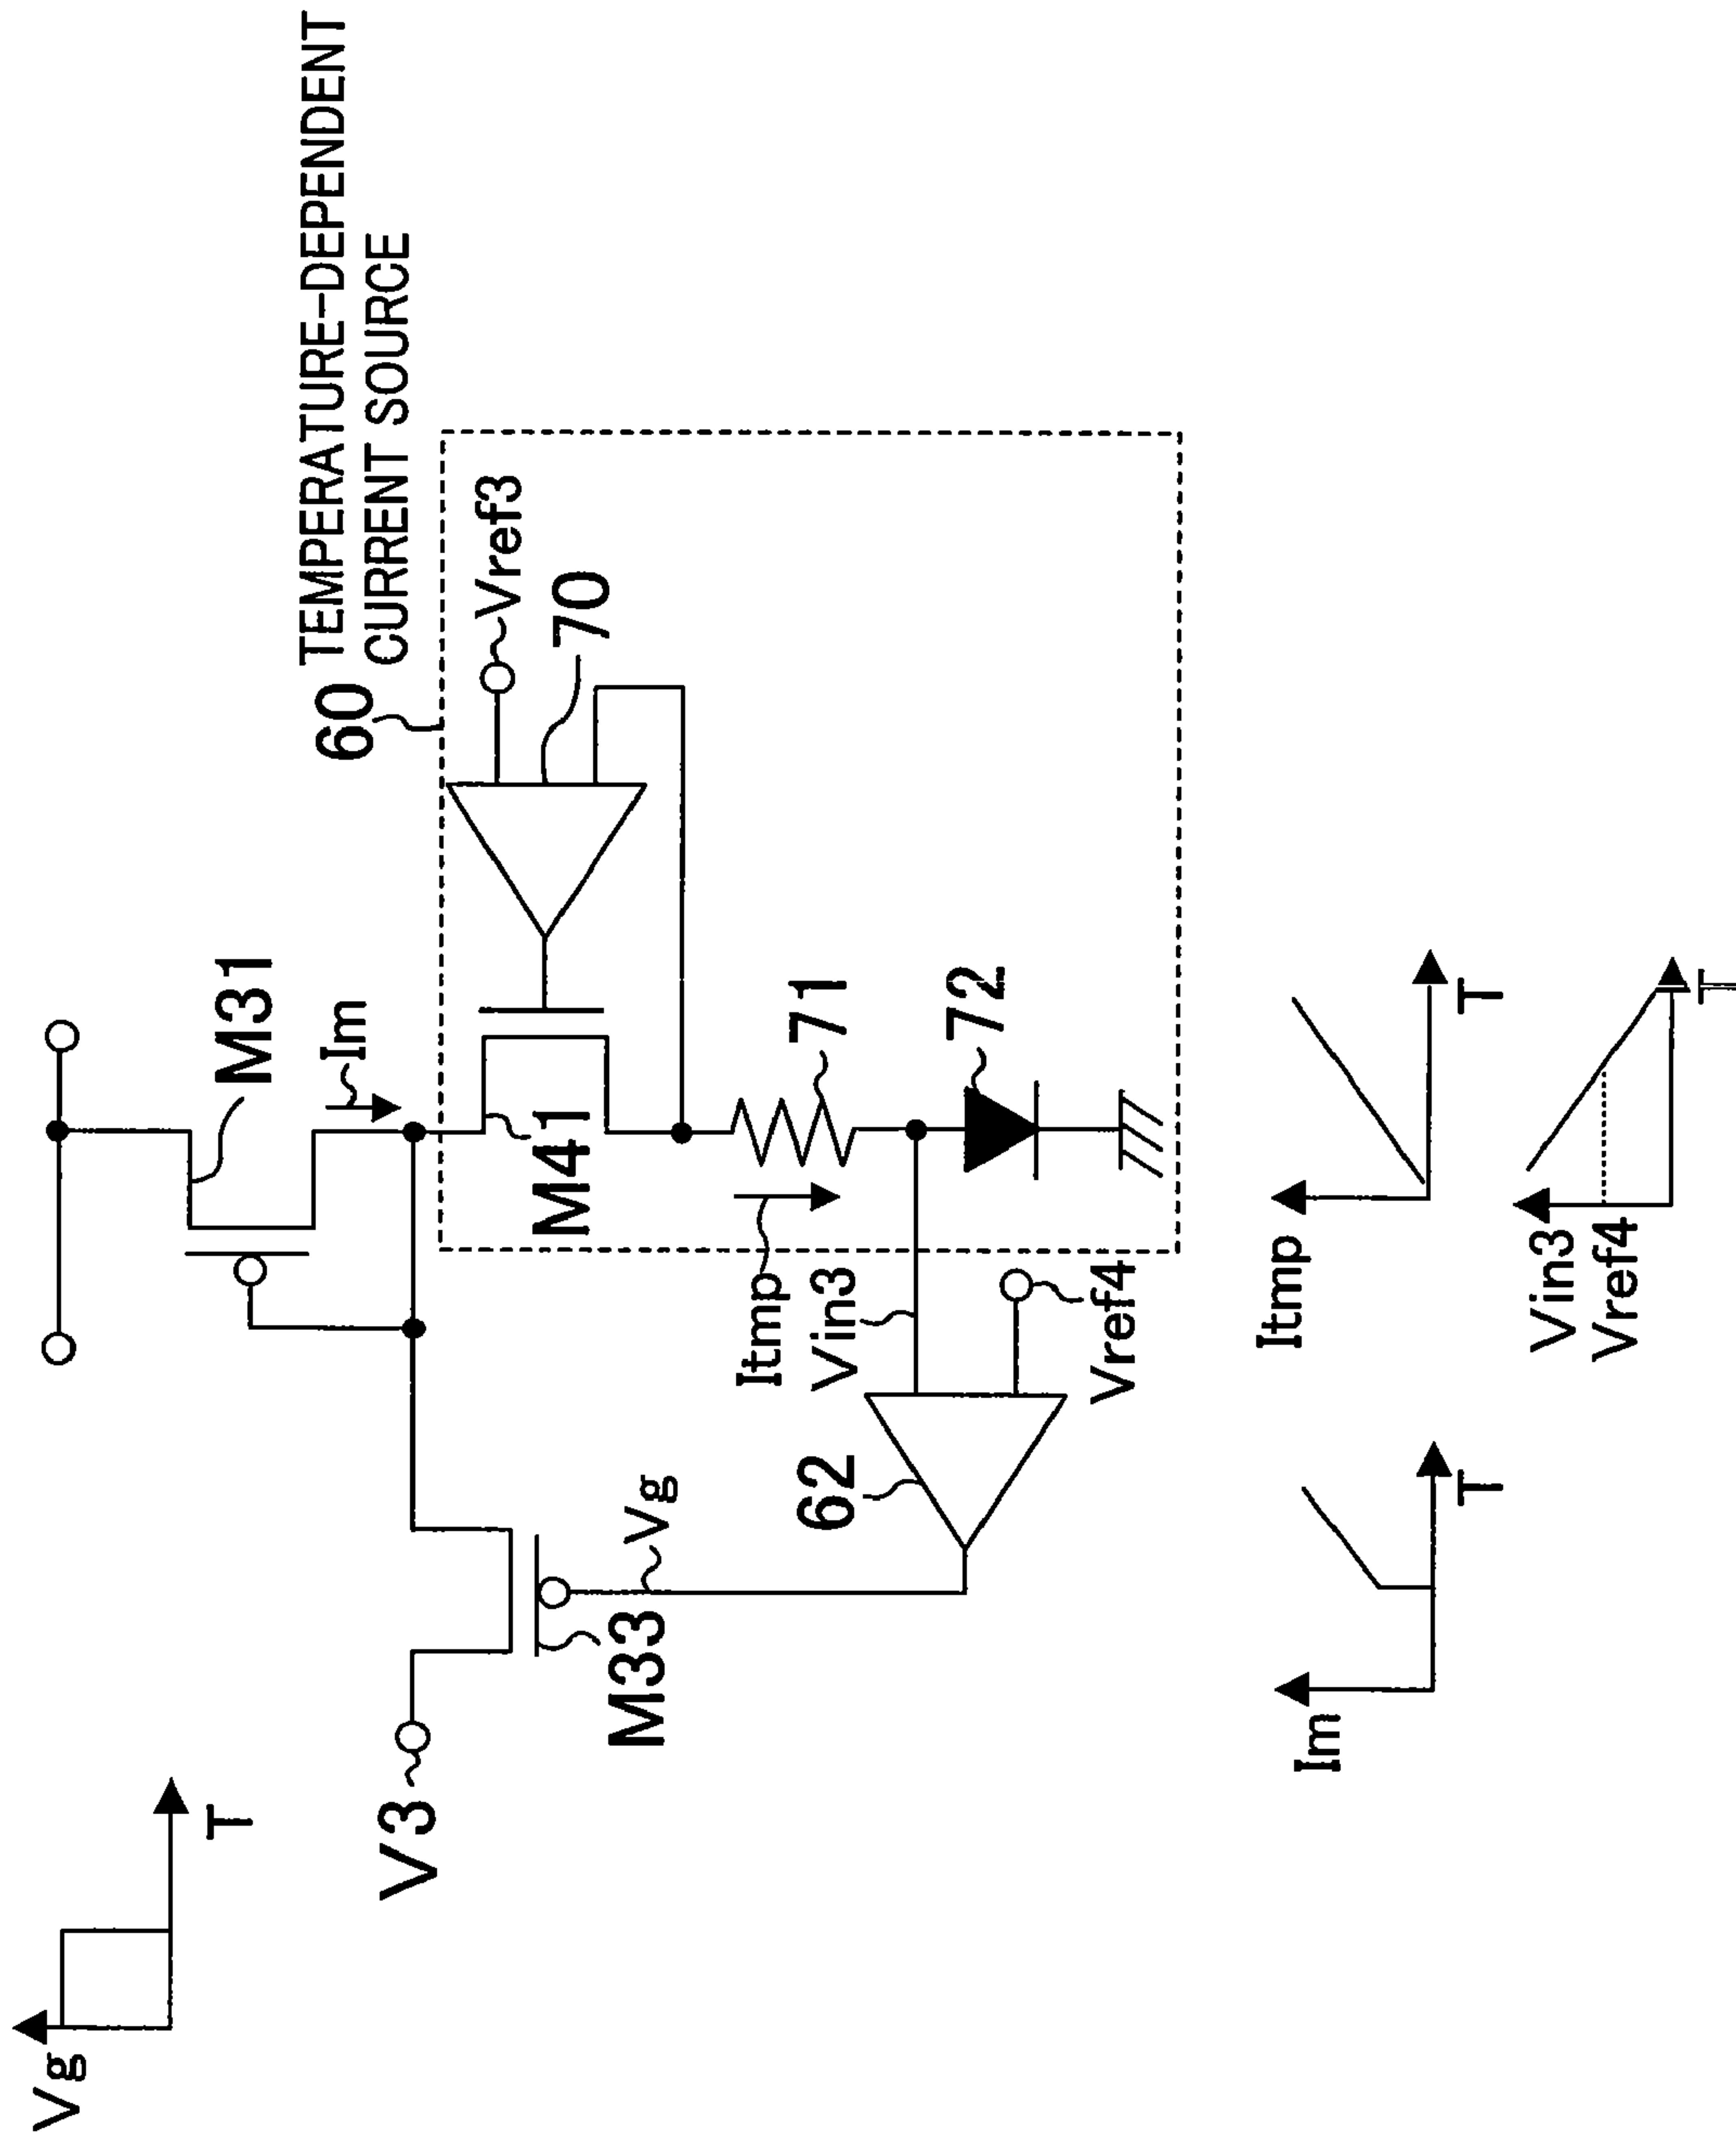 Vg
T
TEMPERATURE-DEPENDENT
CURRENT SOURCE
60
M31
Im
Vref3
70
V3
M33
Vg
M41
71
Itmp
Vin3
72
62
Vref4
Im
T
Itmp
T
Vin3
Vref4
T